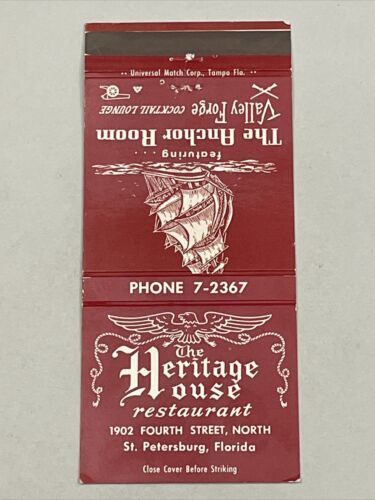 Universal Match Corp., Tampa Fla.
The Heritage House
restaurant
1902 FOURTH STREET, NORTH
St. Petersburg, Florida
Close Cover Before Striking
PHONE 7-2367
featuring . . .
The Anchor Room
Valley Forge
COCKTAIL LOUNGE